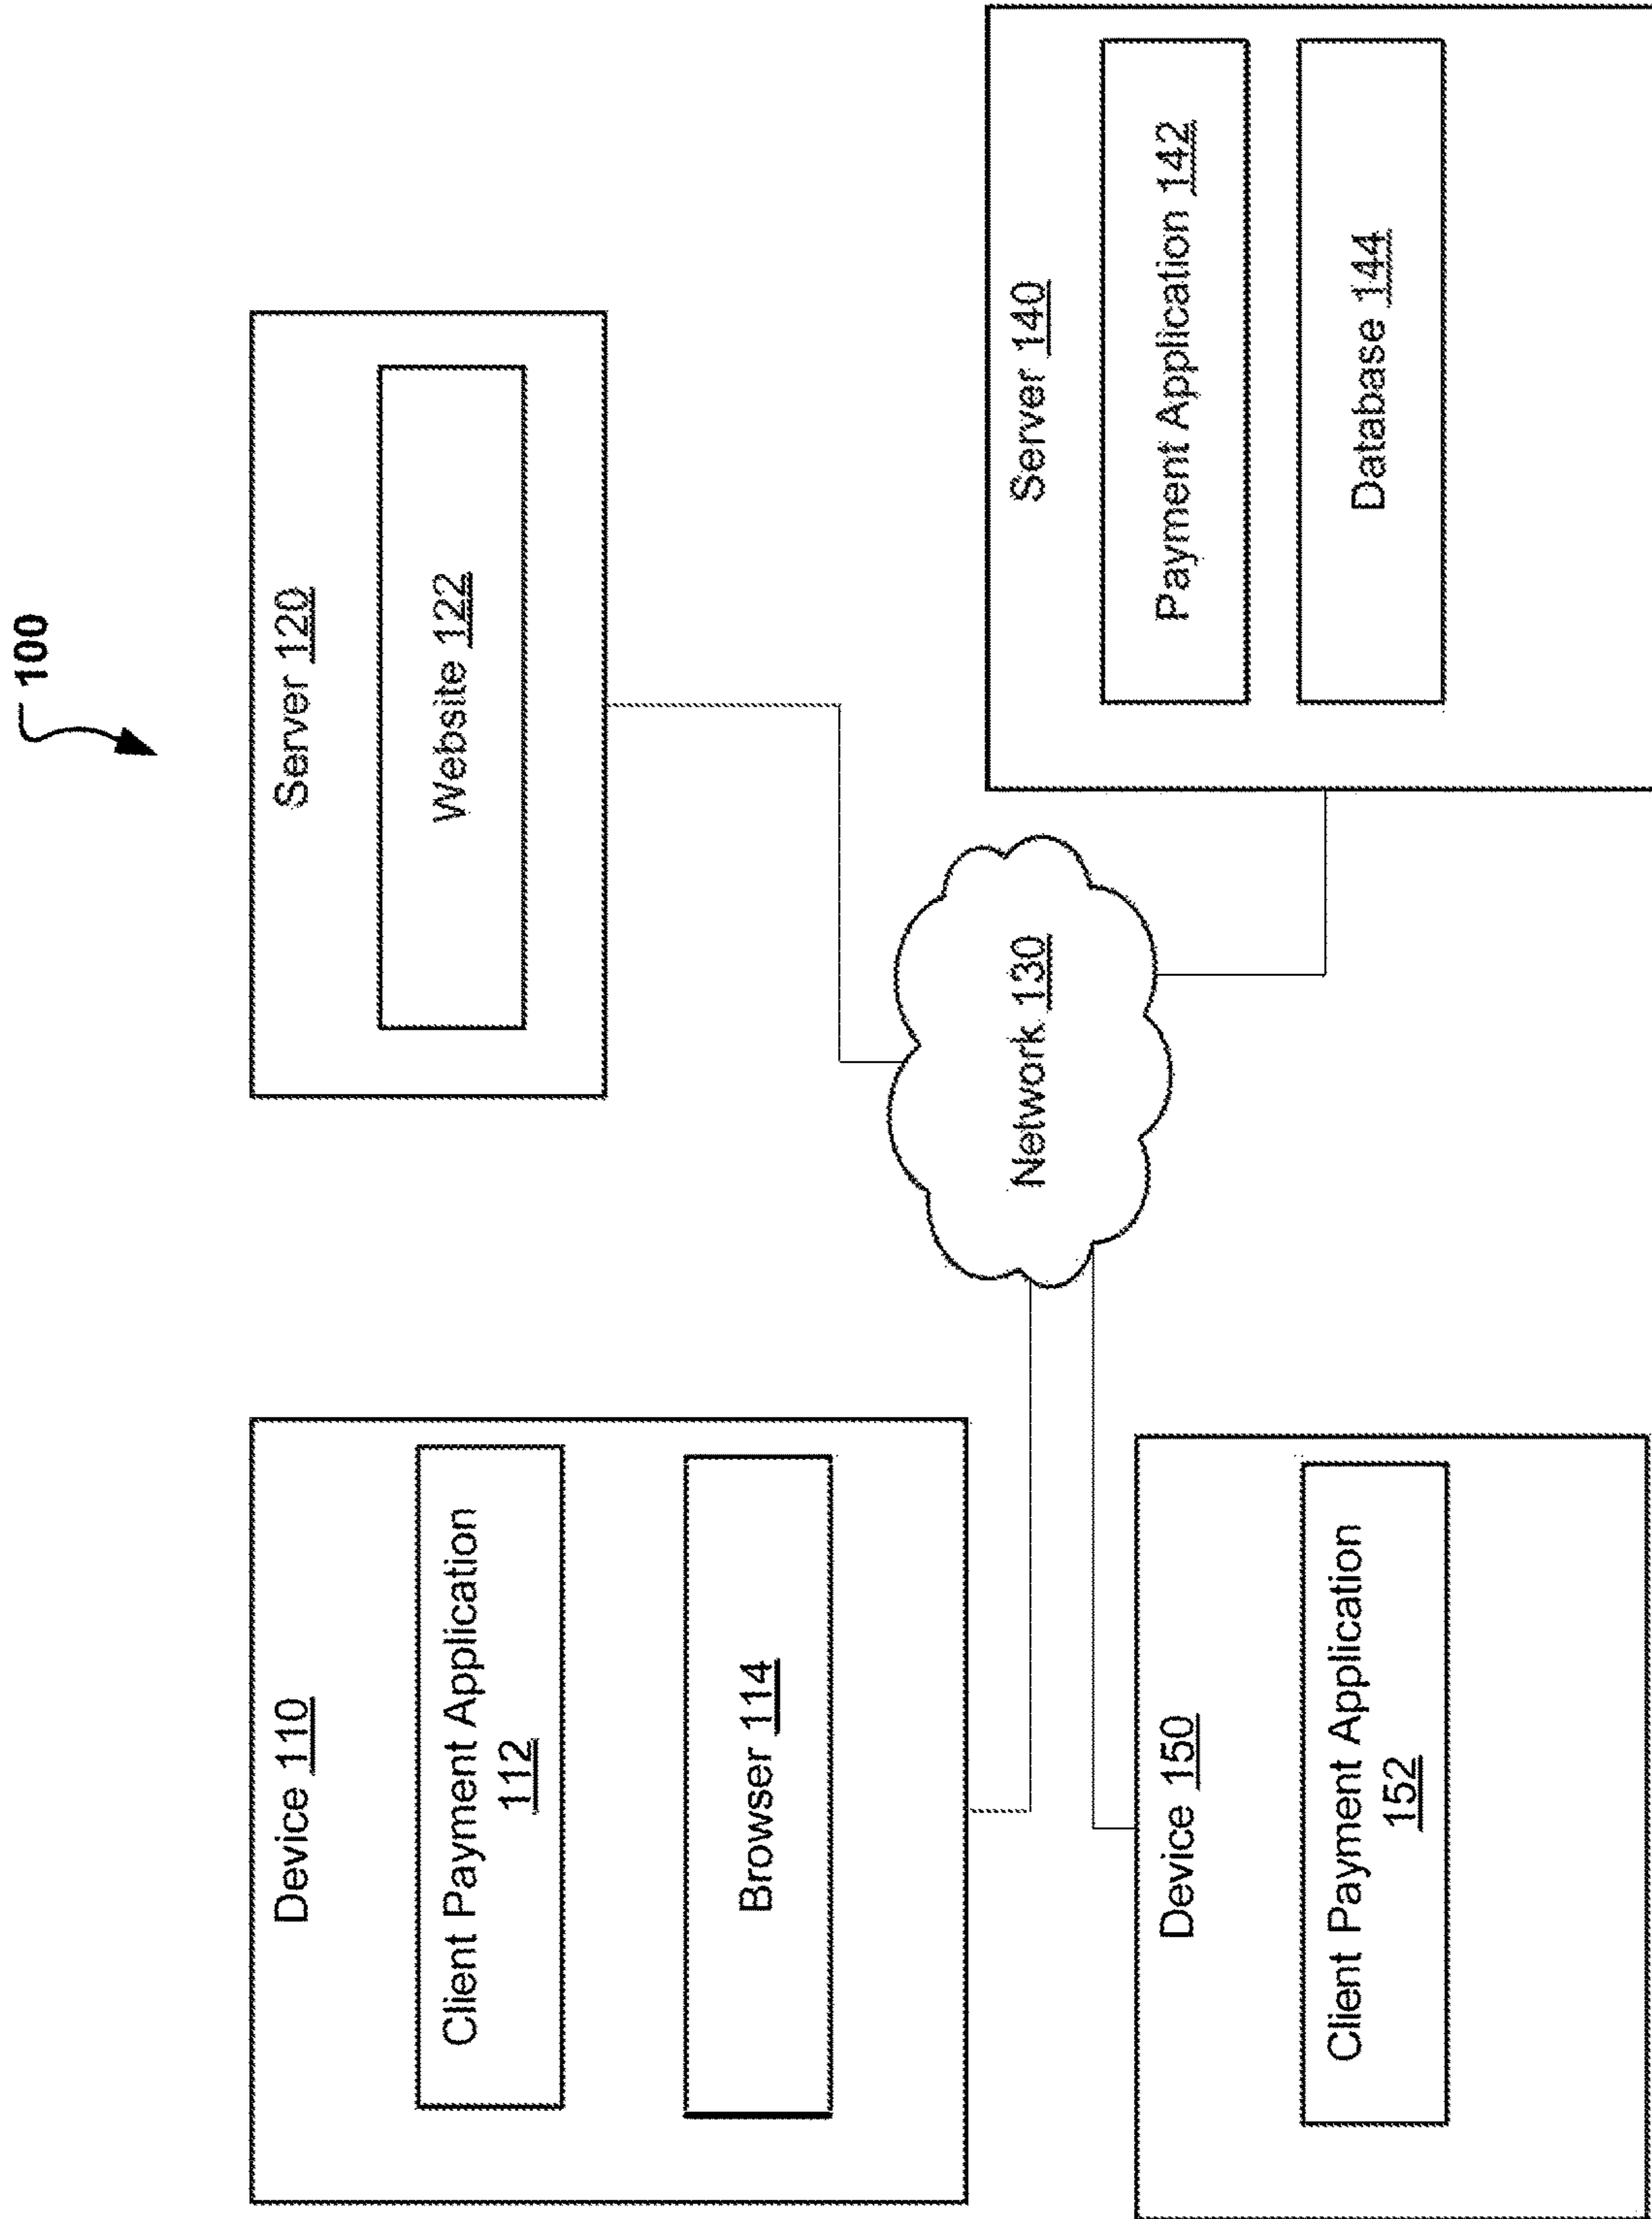 100
Device 110
Client Payment Application
112
Browser 114
Server 120
Website 122
Network 130
Device 150
Client Payment Application
152
Server 140
Payment Application 142
Database 144